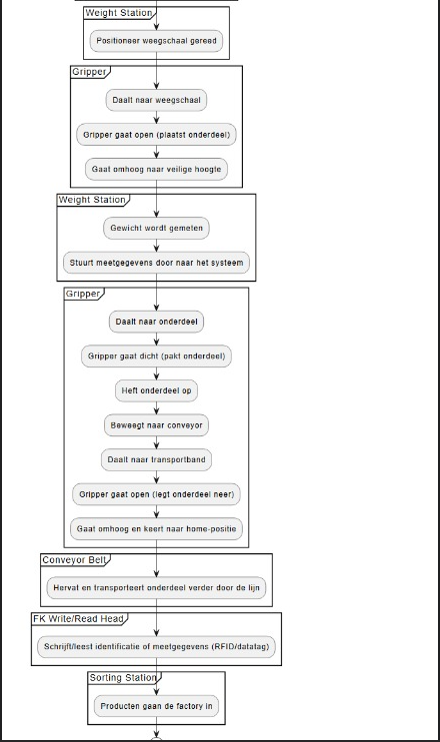 Weight Station
Positioneer weegschaal gereed
Gripper
Daalt naar weegschaal
Gripper gaat open (plaatst onderdeel)
Gaat omhoog naar veilige hoogte
Weight Station
Gewicht wordt gemeten
Stuurt meetgegevens door naar het systeem
Gripper
Daalt naar onderdeel
Gripper gaat dicht (pakt onderdeel)
Heft onderdeel op
Beweegt naar conveyor
Daalt naar transportband
Gripper gaat open (legt onderdeel neer)
Gaat omhoog en keert naar home-positie
Conveyor Belt
Hervat en transporteert onderdeel verder door de lijn
FK Write/Read Head
Schrijft/leest identificatie of meetgegevens (RFID/datatag)
Sorting Station
Producten gaan de factory in